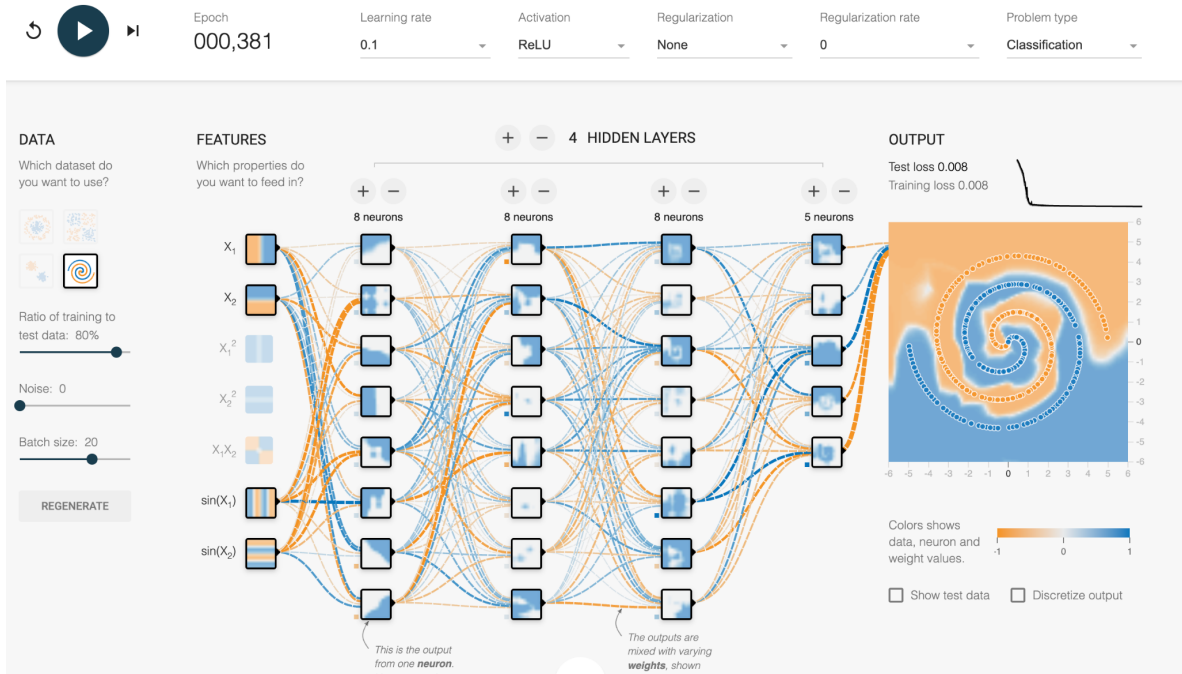 Epoch
000,381
Learning rate
0.1
Activation
ReLU
Regularization
None
Regularization rate
0
Problem type
Classification
DATA
Which dataset do
you want to use?
Ratio of training to
test data: 80%
Noise: 0
Batch size: 20
REGENERATE
FEATURES
Which properties do
you want to feed in?
X₁
X₂
X₁²
X₂²
X₁X₂
sin(X₁)
sin(X₂)
+ − 4 HIDDEN LAYERS
+ −
8 neurons
+ −
8 neurons
+ −
8 neurons
+ −
5 neurons
This is the output
from one neuron.
The outputs are
mixed with varying
weights, shown
OUTPUT
Test loss 0.008
Training loss 0.008
6
5
4
3
2
1
0
-1
-2
-3
-4
-5
-6
-6 -5 -4 -3 -2 -1 0 1 2 3 4 5 6
Colors shows
data, neuron and
weight values.
-1 0 1
Show test data
Discretize output